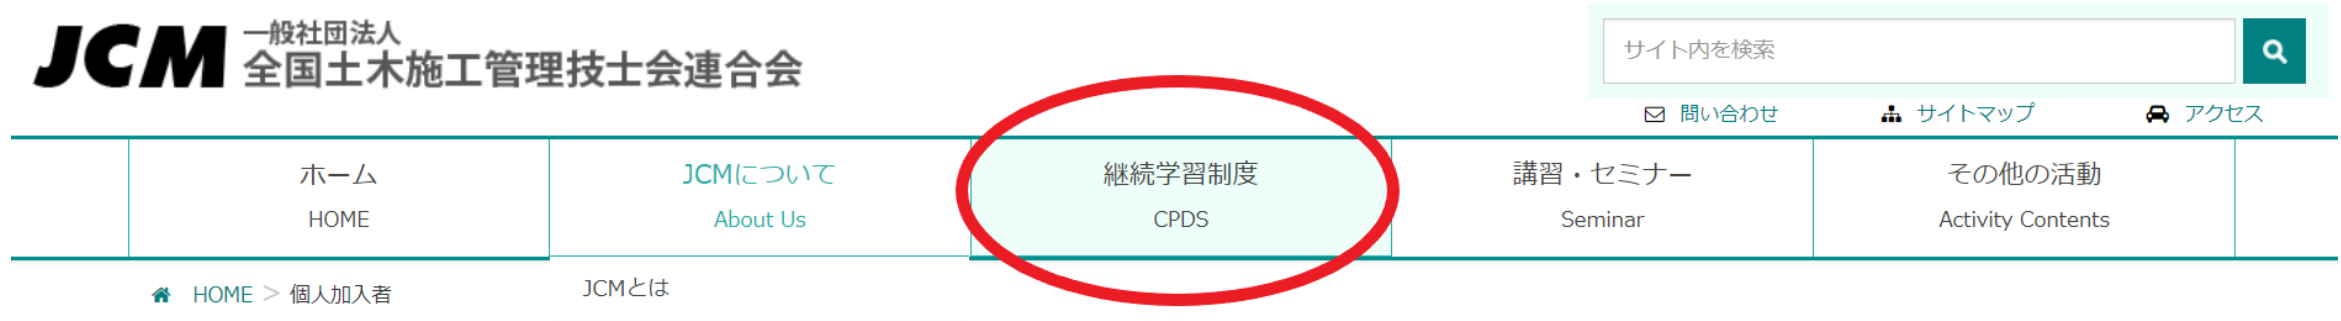 JCM
一般社団法人
全国土木施工管理技士会連合会
サイト内を検索
問い合わせ サイトマップ アクセス
ホーム JCMについて 継続学習制度 講習・セミナー その他の活動
HOME About Us CPDS Seminar Activity Contents
HOME > 個人加入者 JCMとは